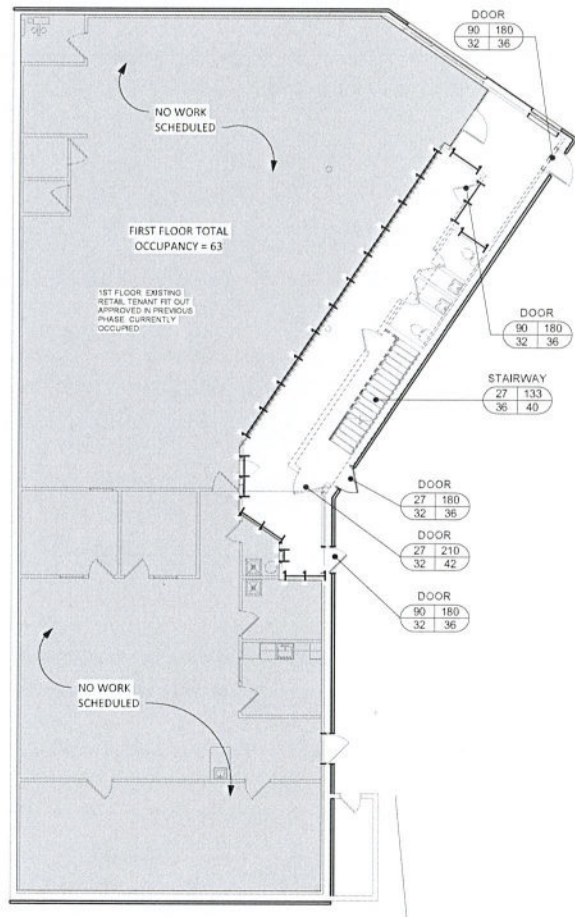 DOOR
90 180
32 36
NO WORK
SCHEDULED
FIRST FLOOR TOTAL
OCCUPANCY = 63
1ST FLOOR EXISTING
RETAIL TENANT FIT OUT
APPROVED IN PREVIOUS
PHASE CURRENTLY
OCCUPIED
DOOR
90 180
32 36
STAIRWAY
27 133
36 40
DOOR
27 180
32 36
DOOR
27 210
32 42
DOOR
90 180
32 36
NO WORK
SCHEDULED